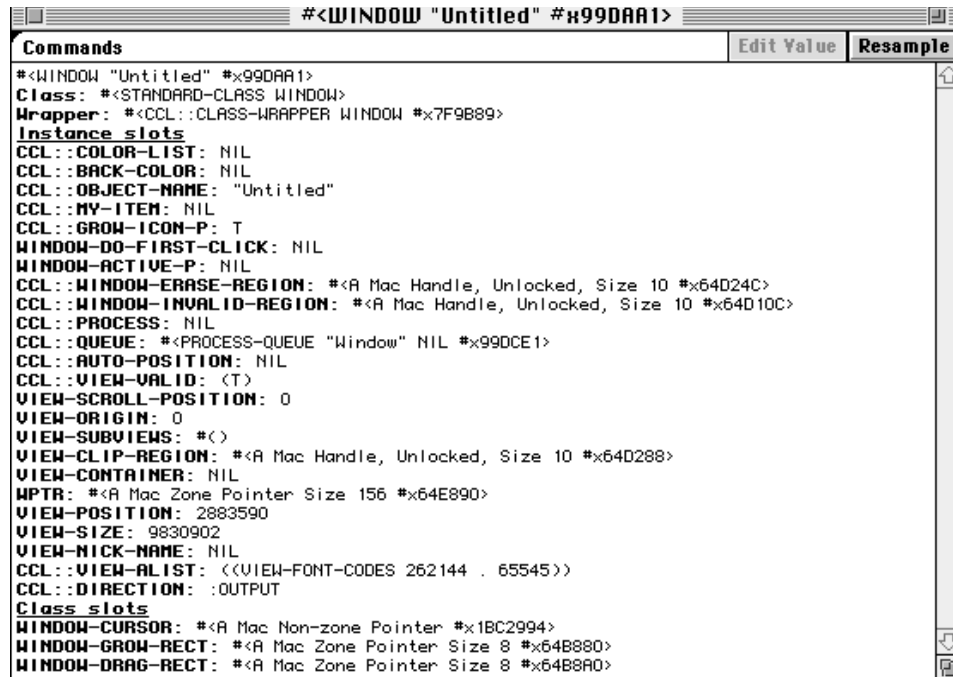 #<WINDOW "Untitled" #x99DAA1>
Commands Edit Value Resample
#<WINDOW "Untitled" #x99DAA1>
Class: #<STANDARD-CLASS WINDOW>
Wrapper: #<CCL::CLASS-WRAPPER WINDOW #x7F9B89>
Instance slots
CCL::COLOR-LIST: NIL
CCL::BACK-COLOR: NIL
CCL::OBJECT-NAME: "Untitled"
CCL::MY-ITEM: NIL
CCL::GROW-ICON-P: T
WINDOW-DO-FIRST-CLICK: NIL
WINDOW-ACTIVE-P: NIL
CCL::WINDOW-ERASE-REGION: #<A Mac Handle, Unlocked, Size 10 #x64D24C>
CCL::WINDOW-INVALID-REGION: #<A Mac Handle, Unlocked, Size 10 #x64D10C>
CCL::PROCESS: NIL
CCL::QUEUE: #<PROCESS-QUEUE "Window" NIL #x99DCE1>
CCL::AUTO-POSITION: NIL
CCL::VIEW-VALID: (T)
VIEW-SCROLL-POSITION: 0
VIEW-ORIGIN: 0
VIEW-SUBVIEWS: #()
VIEW-CLIP-REGION: #<A Mac Handle, Unlocked, Size 10 #x64D288>
VIEW-CONTAINER: NIL
WPTR: #<A Mac Zone Pointer Size 156 #x64E890>
VIEW-POSITION: 2883590
VIEW-SIZE: 9830902
VIEW-NICK-NAME: NIL
CCL::VIEW-ALIST: ((VIEW-FONT-CODES 262144 . 65545))
CCL::DIRECTION: :OUTPUT
Class slots
WINDOW-CURSOR: #<A Mac Non-zone Pointer #x1BC2994>
WINDOW-GROW-RECT: #<A Mac Zone Pointer Size 8 #x64B880>
WINDOW-DRAG-RECT: #<A Mac Zone Pointer Size 8 #x64B8A0>